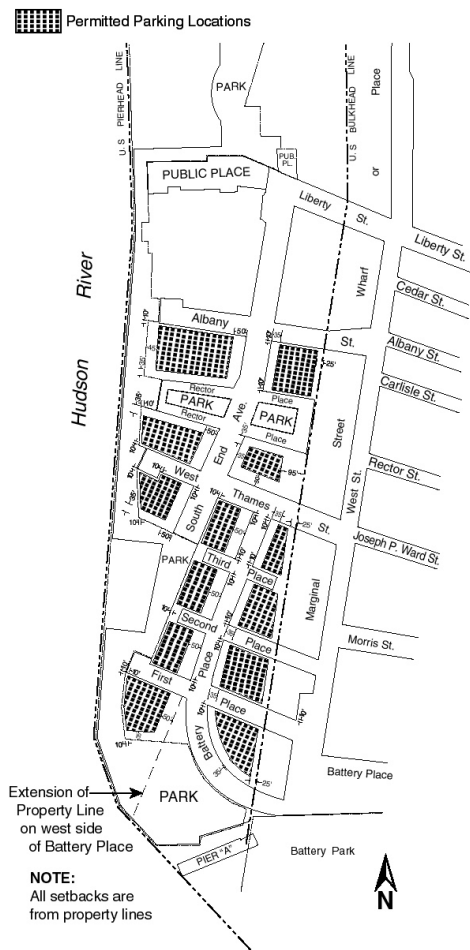 Permitted Parking Locations
U.S PIERHEAD LINE
PARK
U.S BULKHEAD LINE
Place
or
PUB.
PL.
PUBLIC PLACE
Liberty
St.
Liberty St.
Hudson River
Wharf
Cedar St.
Albany
St.
Albany St.
Carlisle St.
Rector
Place
PARK
PARK
Rector
Place
Ave.
End
Street
Rector St.
West
Thames
St.
West St.
South
Joseph P. Ward St.
PARK
Third
Place
Marginal
Second
Place
Morris St.
First
Place
Place
Battery
Battery Place
PARK
Extension of
Property Line
on west side
of Battery Place
PIER "A"
Battery Park
NOTE:
All setbacks are
from property lines
N